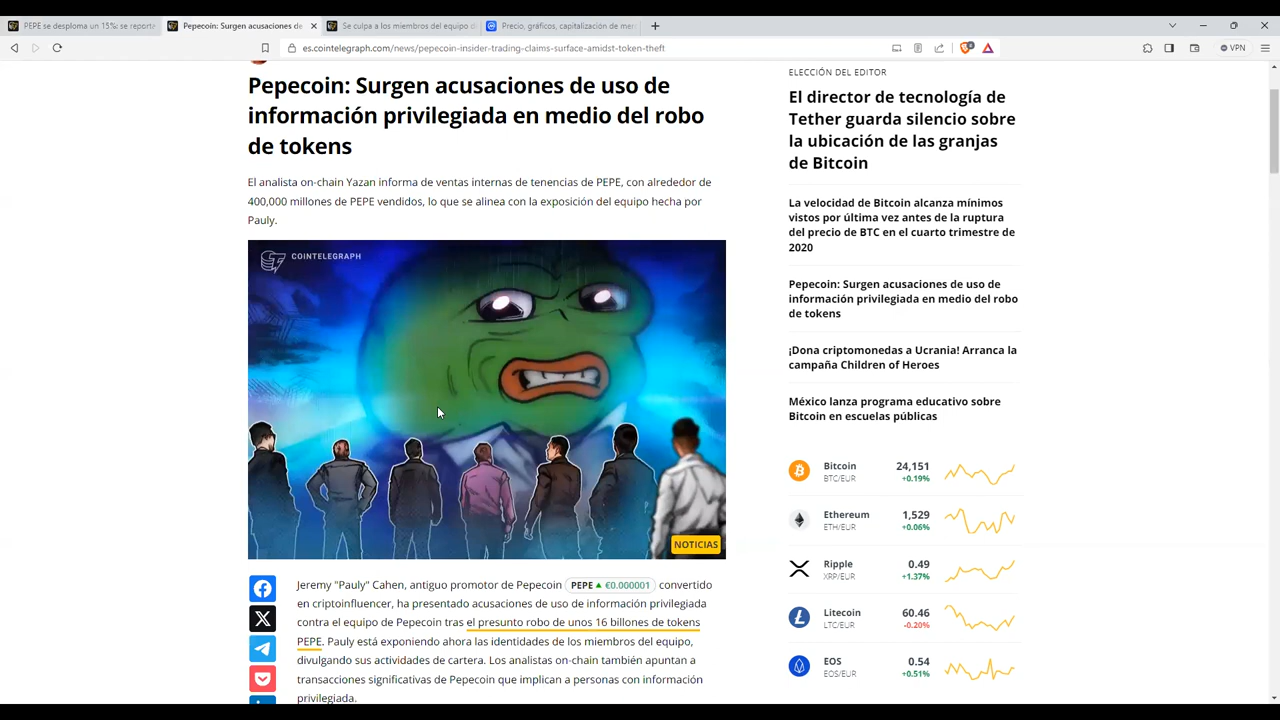 PEPE se desploma un 15%: se reporte
Pepecoin: Surgen acusaciones de
Se culpa a los miembros del equipo d
Precio, gráficos, capitalización de mer
es.cointelegraph.com/news/pepecoin-insider-trading-claims-surface-amidst-token-theft
VPN
Pepecoin: Surgen acusaciones de uso de
información privilegiada en medio del robo
de tokens
El analista on-chain Yazan informa de ventas internas de tenencias de PEPE, con alrededor de
400,000 millones de PEPE vendidos, lo que se alinea con la exposición del equipo hecha por
Pauly.
COINTELEGRAPH
NOTICIAS
Jeremy "Pauly" Cahen, antiguo promotor de Pepecoin PEPE €0.000001 convertido
en criptoinfluencer, ha presentado acusaciones de uso de información privilegiada
contra el equipo de Pepecoin tras el presunto robo de unos 16 billones de tokens
PEPE. Pauly está exponiendo ahora las identidades de los miembros del equipo,
divulgando sus actividades de cartera. Los analistas on-chain también apuntan a
transacciones significativas de Pepecoin que implican a personas con información
privilegiada.
ELECCIÓN DEL EDITOR
El director de tecnología de
Tether guarda silencio sobre
la ubicación de las granjas
de Bitcoin
La velocidad de Bitcoin alcanza mínimos
vistos por última vez antes de la ruptura
del precio de BTC en el cuarto trimestre de
2020
Pepecoin: Surgen acusaciones de uso de
información privilegiada en medio del robo
de tokens
¡Dona criptomonedas a Ucrania! Arranca la
campaña Children of Heroes
México lanza programa educativo sobre
Bitcoin en escuelas públicas
Bitcoin 24,151
BTC/EUR +0.19%
Ethereum 1,529
ETH/EUR +0.06%
Ripple 0.49
XRP/EUR +1.37%
Litecoin 60.46
LTC/EUR -0.20%
EOS 0.54
EOS/EUR +0.51%